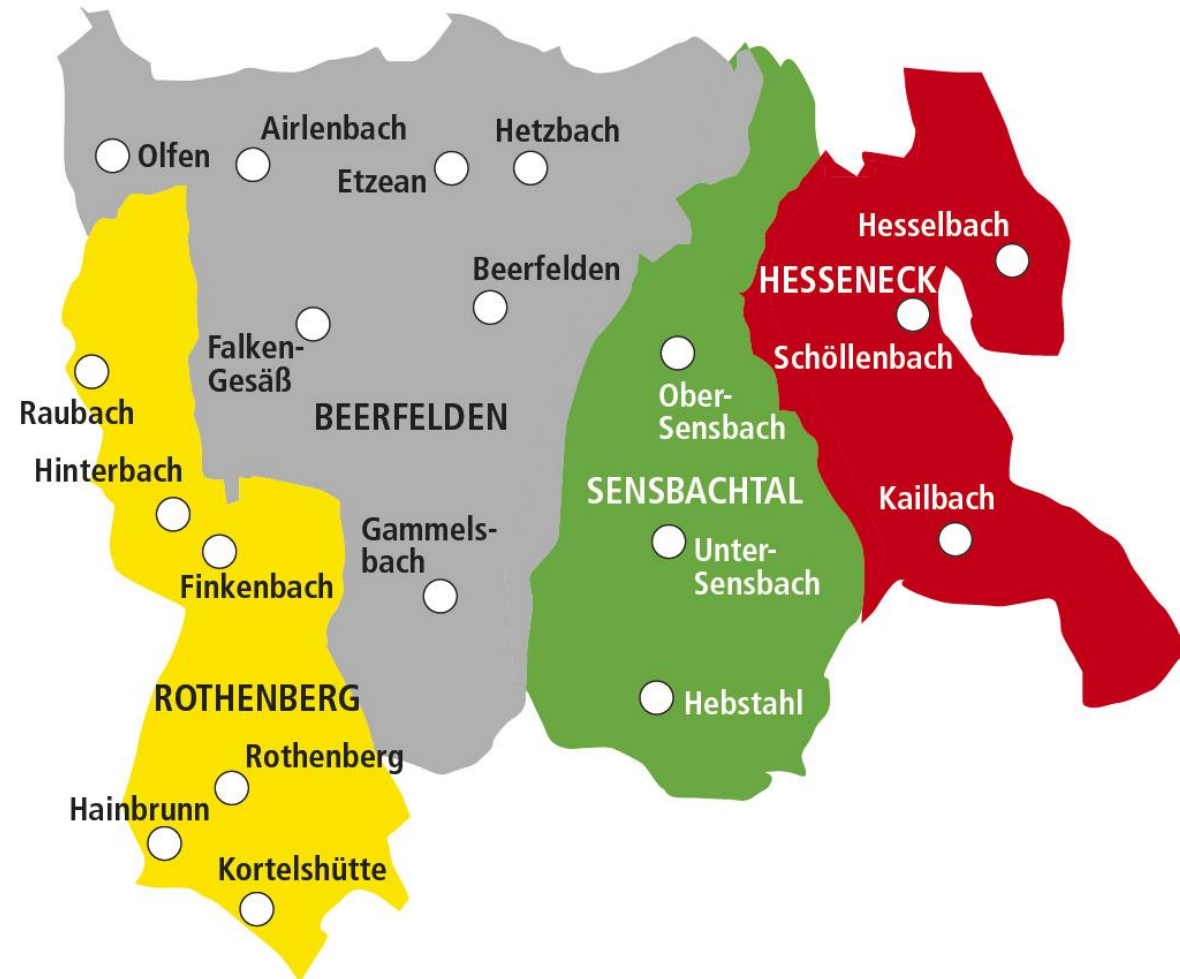 Airlenbach
Hetzbach
Olfen
Etzean
Hesselbach
Beerfelden
HESSENECK
Falken-
Gesäß
Schöllenbach
Raubach
BEERFELDEN
Ober-
Sensbach
Hinterbach
SENSBACHTAL
Kailbach
Gammels-
bach
Unter-
Sensbach
Finkenbach
ROTHENBERG
Hebstahl
Rothenberg
Hainbrunn
Kortelshütte